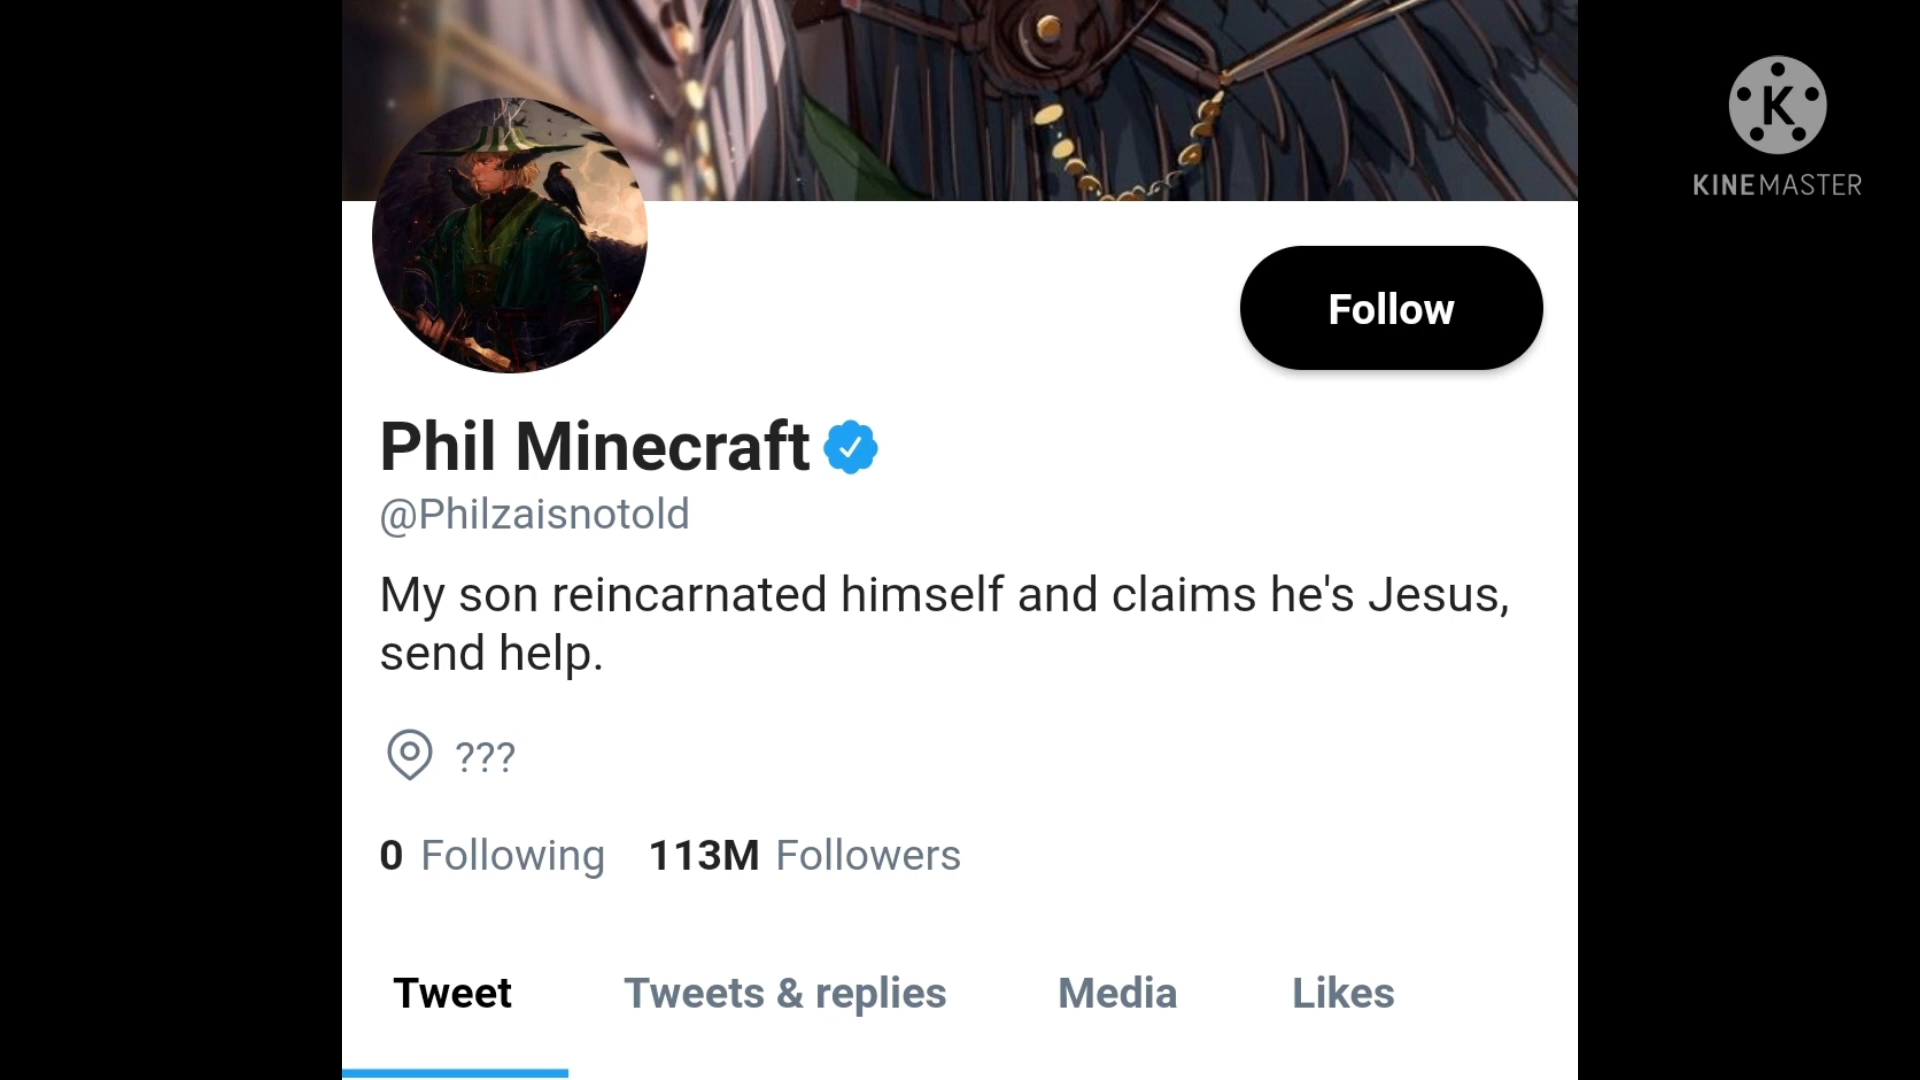 K
KINEMASTER
Follow
Phil Minecraft
@Philzaisnotold
My son reincarnated himself and claims he's Jesus,
send help.
???
0 Following 113M Followers
Tweet Tweets & replies Media Likes